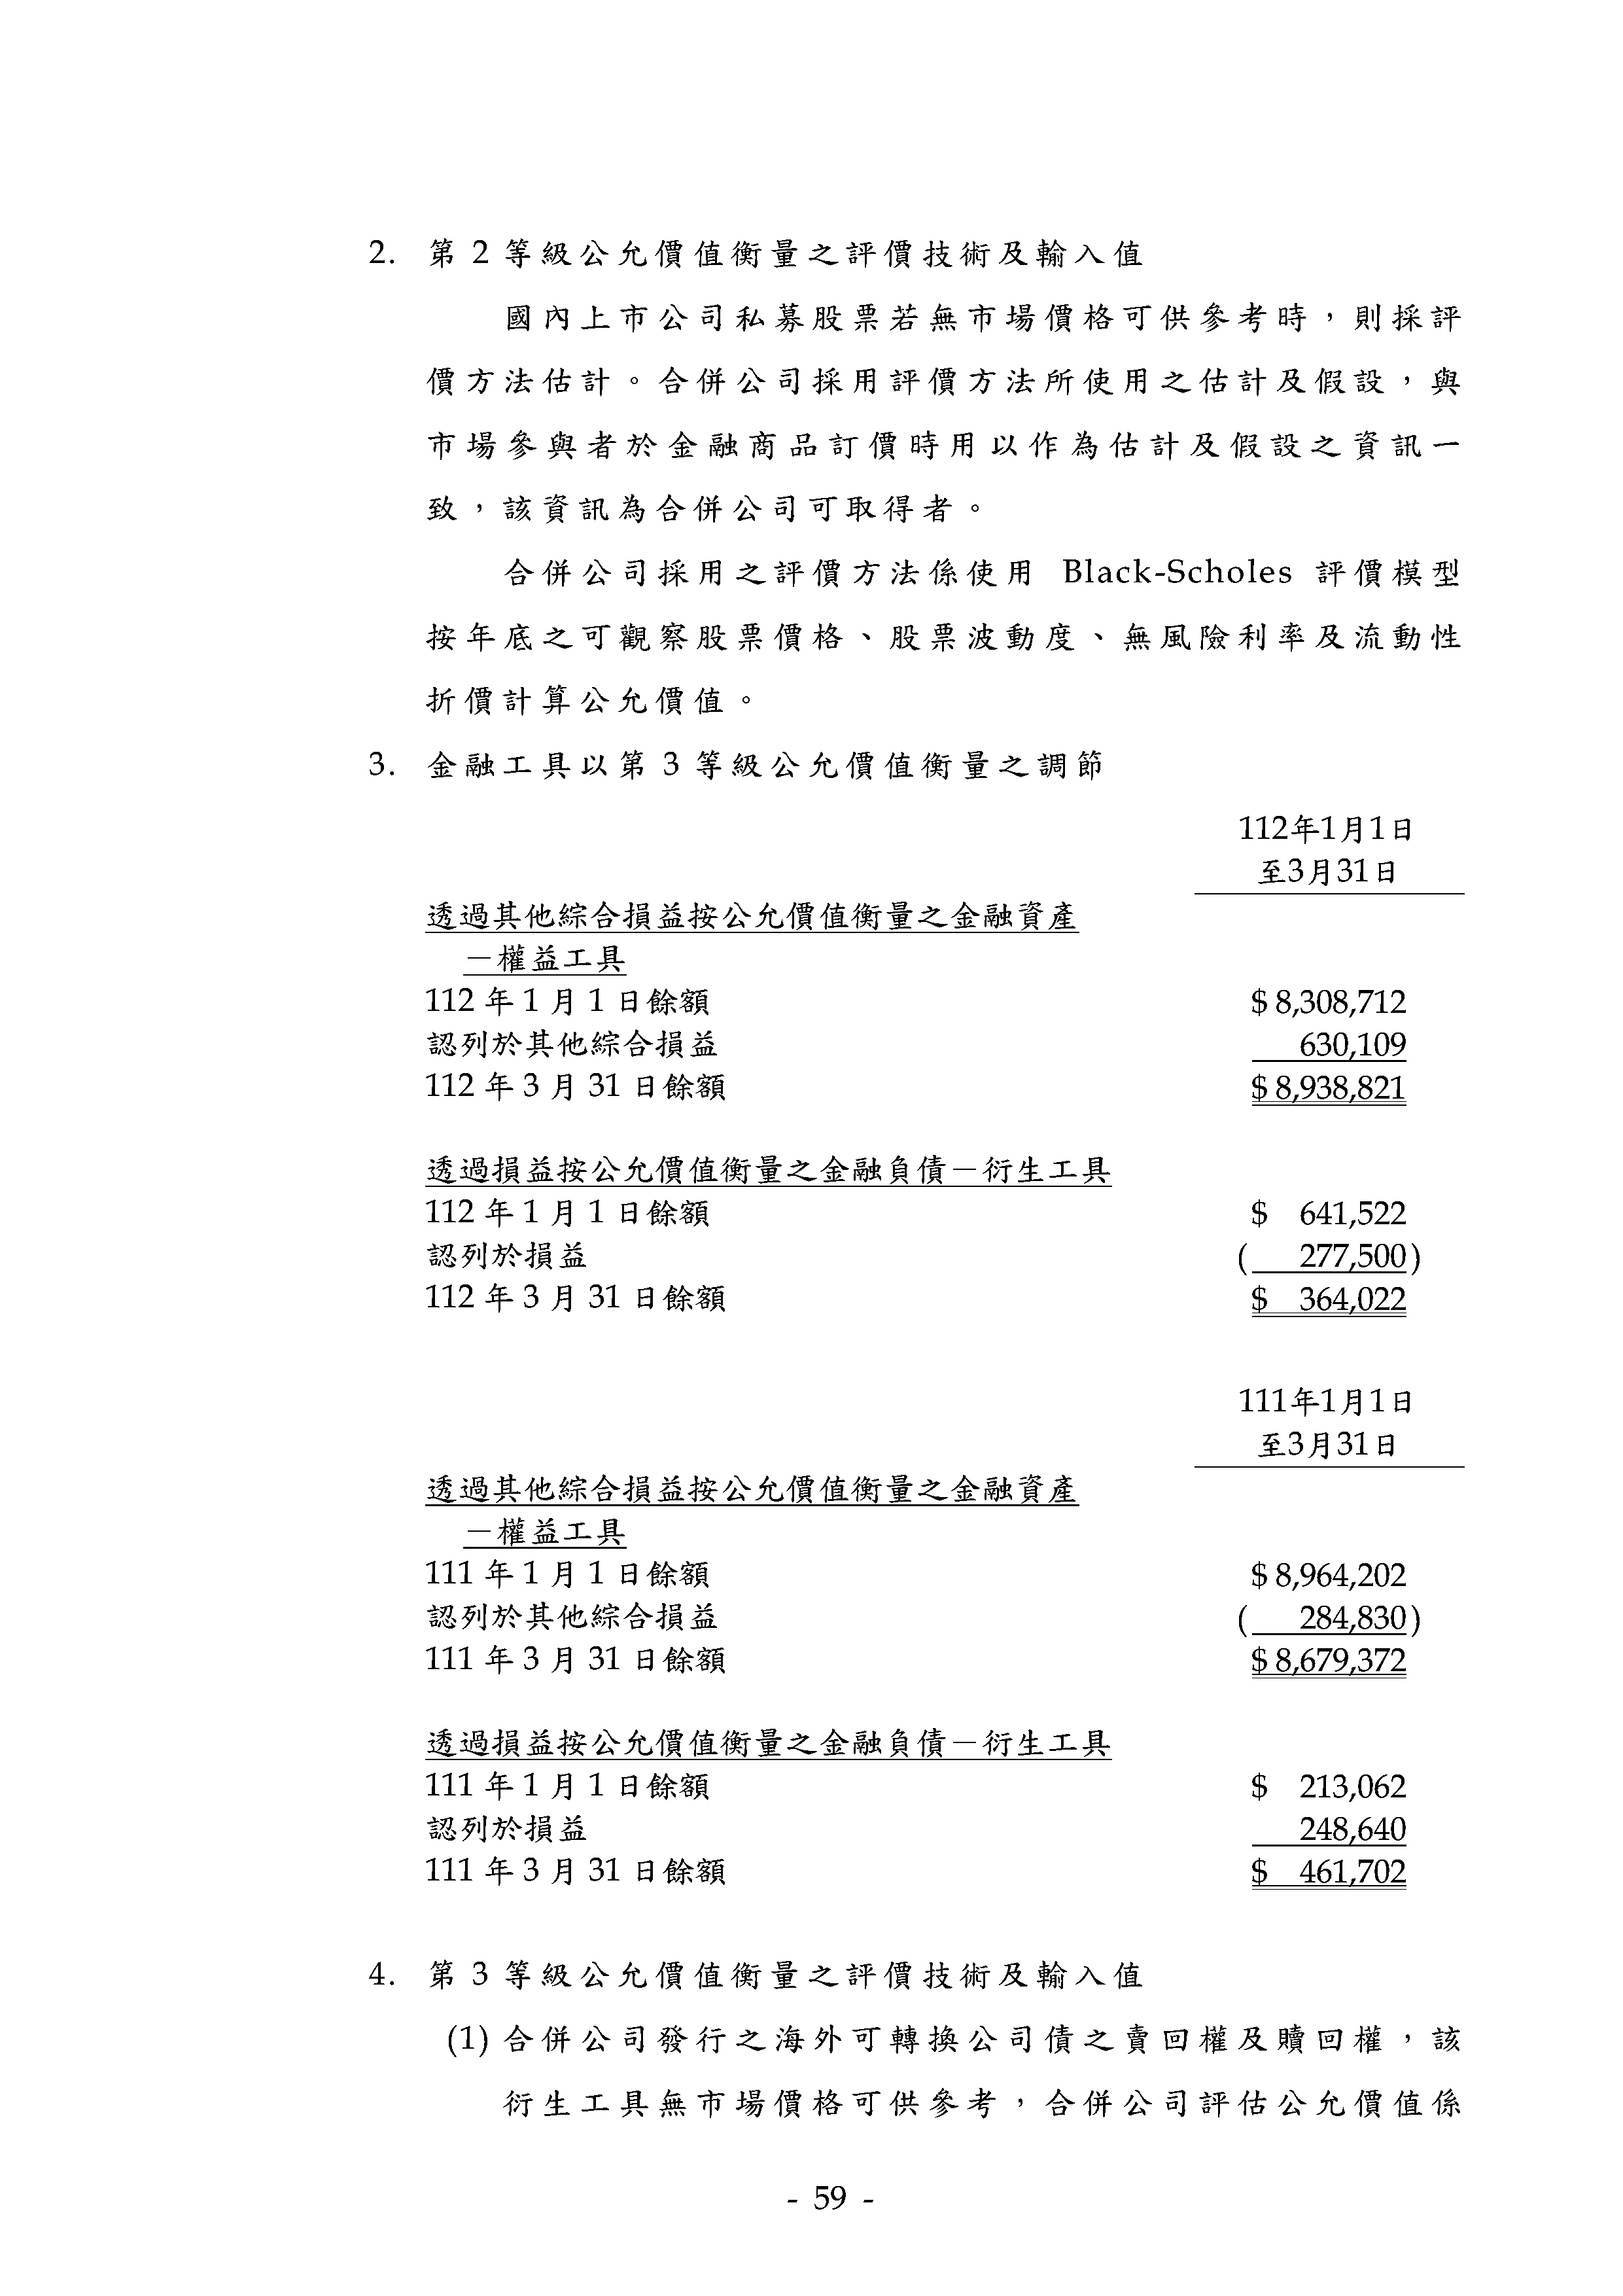 2. 第 2 等級公允價值衡量之評價技術及輸入值
國內上市公司私募股票若無市場價格可供參考時，則採評
價方法估計。合併公司採用評價方法所使用之估計及假設，與
市場參與者於金融商品訂價時用以作為估計及假設之資訊一
致，該資訊為合併公司可取得者。
合併公司採用之評價方法係使用 Black-Scholes 評價模型
按年底之可觀察股票價格、股票波動度、無風險利率及流動性
折價計算公允價值。
3. 金融工具以第 3 等級公允價值衡量之調節
112年1月1日
至3月31日
透過其他綜合損益按公允價值衡量之金融資產
－權益工具
112 年 1 月 1 日餘額 $ 8,308,712
認列於其他綜合損益 630,109
112 年 3 月 31 日餘額 $ 8,938,821
透過損益按公允價值衡量之金融負債－衍生工具
112 年 1 月 1 日餘額 $ 641,522
認列於損益 ( 277,500)
112 年 3 月 31 日餘額 $ 364,022
111年1月1日
至3月31日
透過其他綜合損益按公允價值衡量之金融資產
－權益工具
111 年 1 月 1 日餘額 $ 8,964,202
認列於其他綜合損益 ( 284,830)
111 年 3 月 31 日餘額 $ 8,679,372
透過損益按公允價值衡量之金融負債－衍生工具
111 年 1 月 1 日餘額 $ 213,062
認列於損益 248,640
111 年 3 月 31 日餘額 $ 461,702
4. 第 3 等級公允價值衡量之評價技術及輸入值
(1) 合併公司發行之海外可轉換公司債之賣回權及贖回權，該
衍生工具無市場價格可供參考，合併公司評估公允價值係
- 59 -